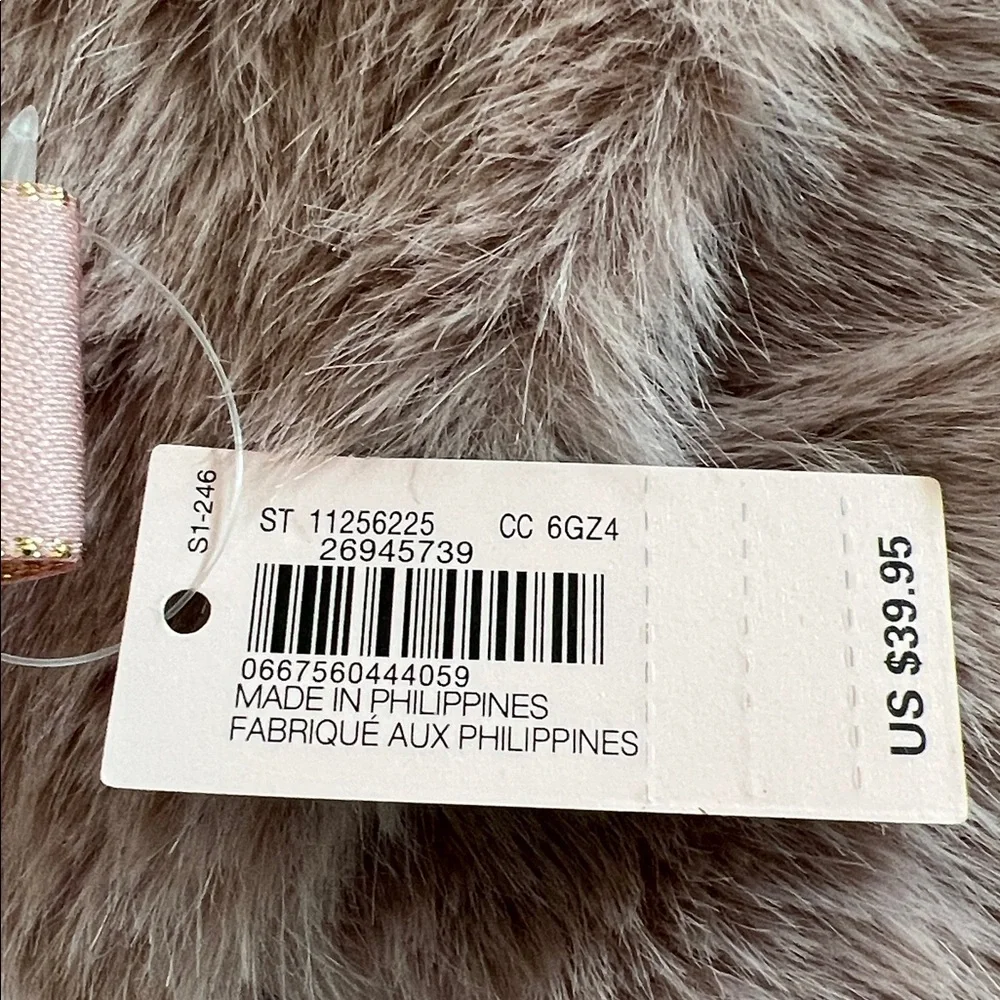 S1-246
ST 11256225 CC 6GZ4
26945739
0667560444059
MADE IN PHILIPPINES
FABRIQUÉ AUX PHILIPPINES
US $39.95